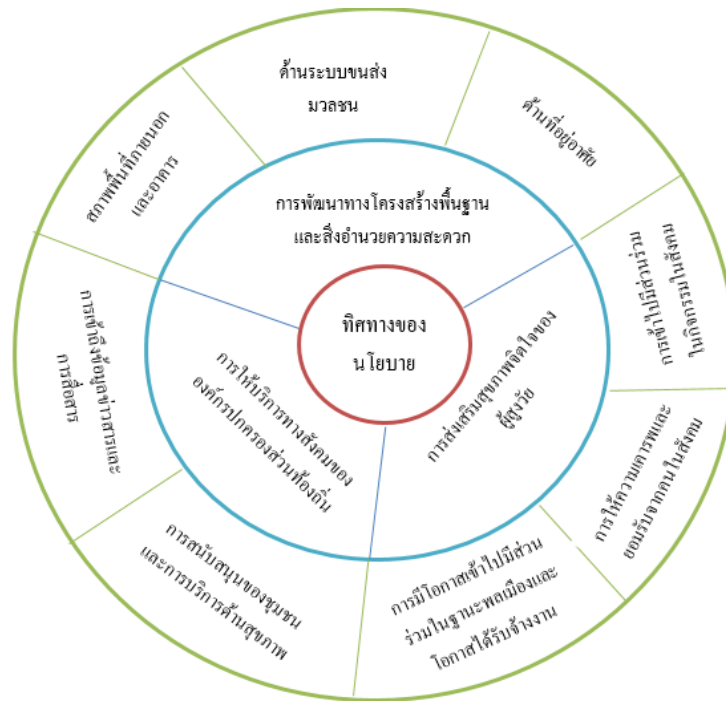 ด้านระบบขนส่ง
มวลชน
ด้านที่อยู่อาศัย
สภาพพื้นที่ภายนอก
และอาคาร
การพัฒนาทางโครงสร้างพื้นฐาน
และสิ่งอำนวยความสะดวก
การเข้าไปมีส่วนร่วม
ในกิจกรรมในสังคม
ทิศทางของ
นโยบาย
การเข้าถึงข้อมูลข่าวสารและ
การสื่อสาร
การให้บริการทางสังคมของ
องค์กรปกครองส่วนท้องถิ่น
การส่งเสริมสุขภาพจิตใจของ
ผู้สูงวัย
การให้ความเคารพและ
ยอมรับจากคนในสังคม
การสนับสนุนของชุมชน
และการบริการด้านสุขภาพ
การมีโอกาสเข้าไปมีส่วน
ร่วมในฐานะพลเมืองและ
โอกาสได้รับจ้างงาน